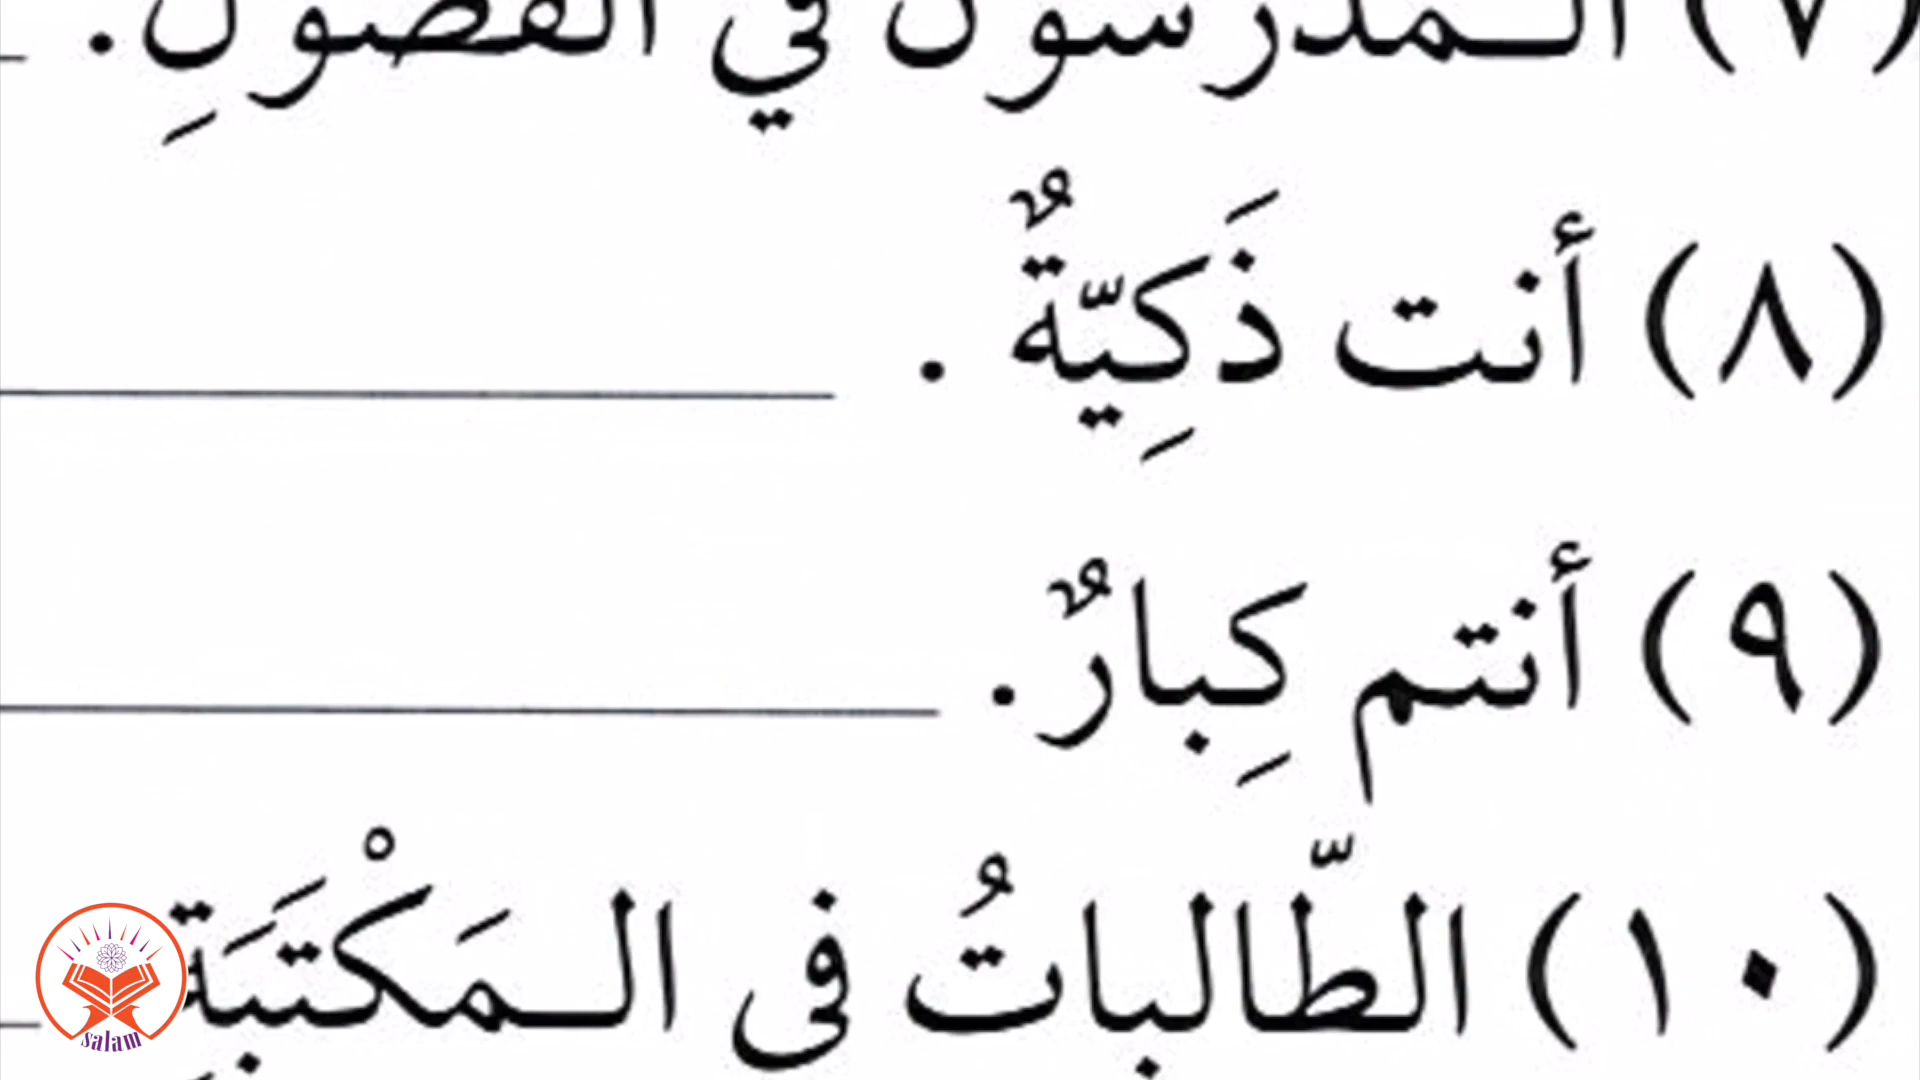 (٧) الـمدرسون في الفصولِ.
(٨) أنت ذَكِيّةٌ .
(٩) أنتم كِبارٌ.
(١٠) الطّالباتُ في الـمَكْتَبَةِ
salam